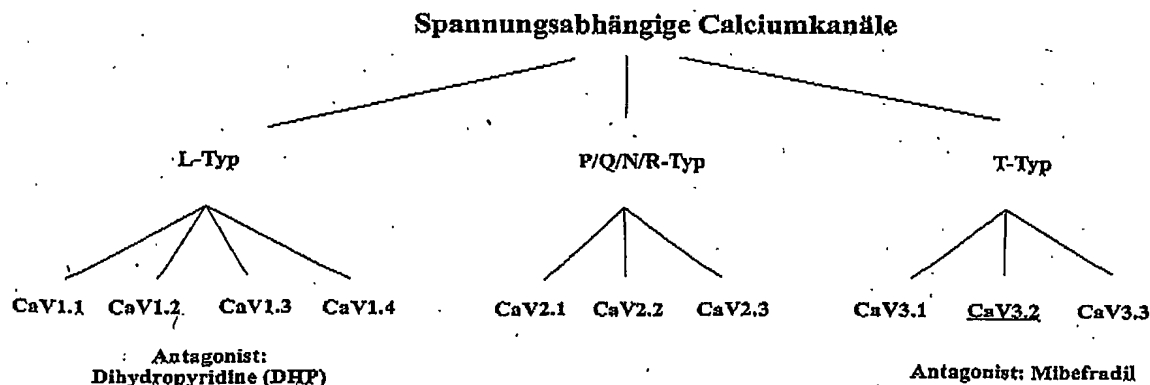 Spannungsabhängige Calciumkanäle
L-Typ
P/Q/N/R-Typ
T-Typ
CaV1.1 CaV1.2 CaV1.3 CaV1.4
CaV2.1 CaV2.2 CaV2.3
CaV3.1 CaV3.2 CaV3.3
Antagonist:
Dihydropyridine (DHP)
Antagonist: Mibefradil